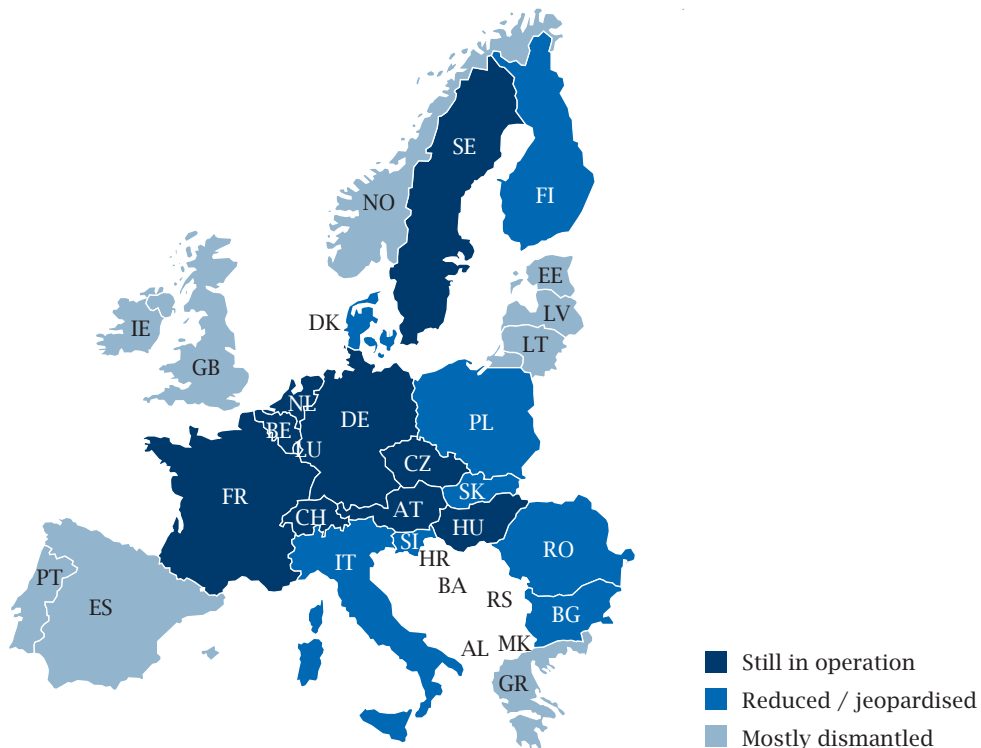 SE
NO
FI
EE
DK
LV
IE
LT
GB
NL
DE
BE
PL
LU
CZ
SK
FR
AT
CH
HU
SI
RO
HR
IT
PT
BA
RS
ES
BG
MK
AL
GR
Still in operation
Reduced / jeopardised
Mostly dismantled